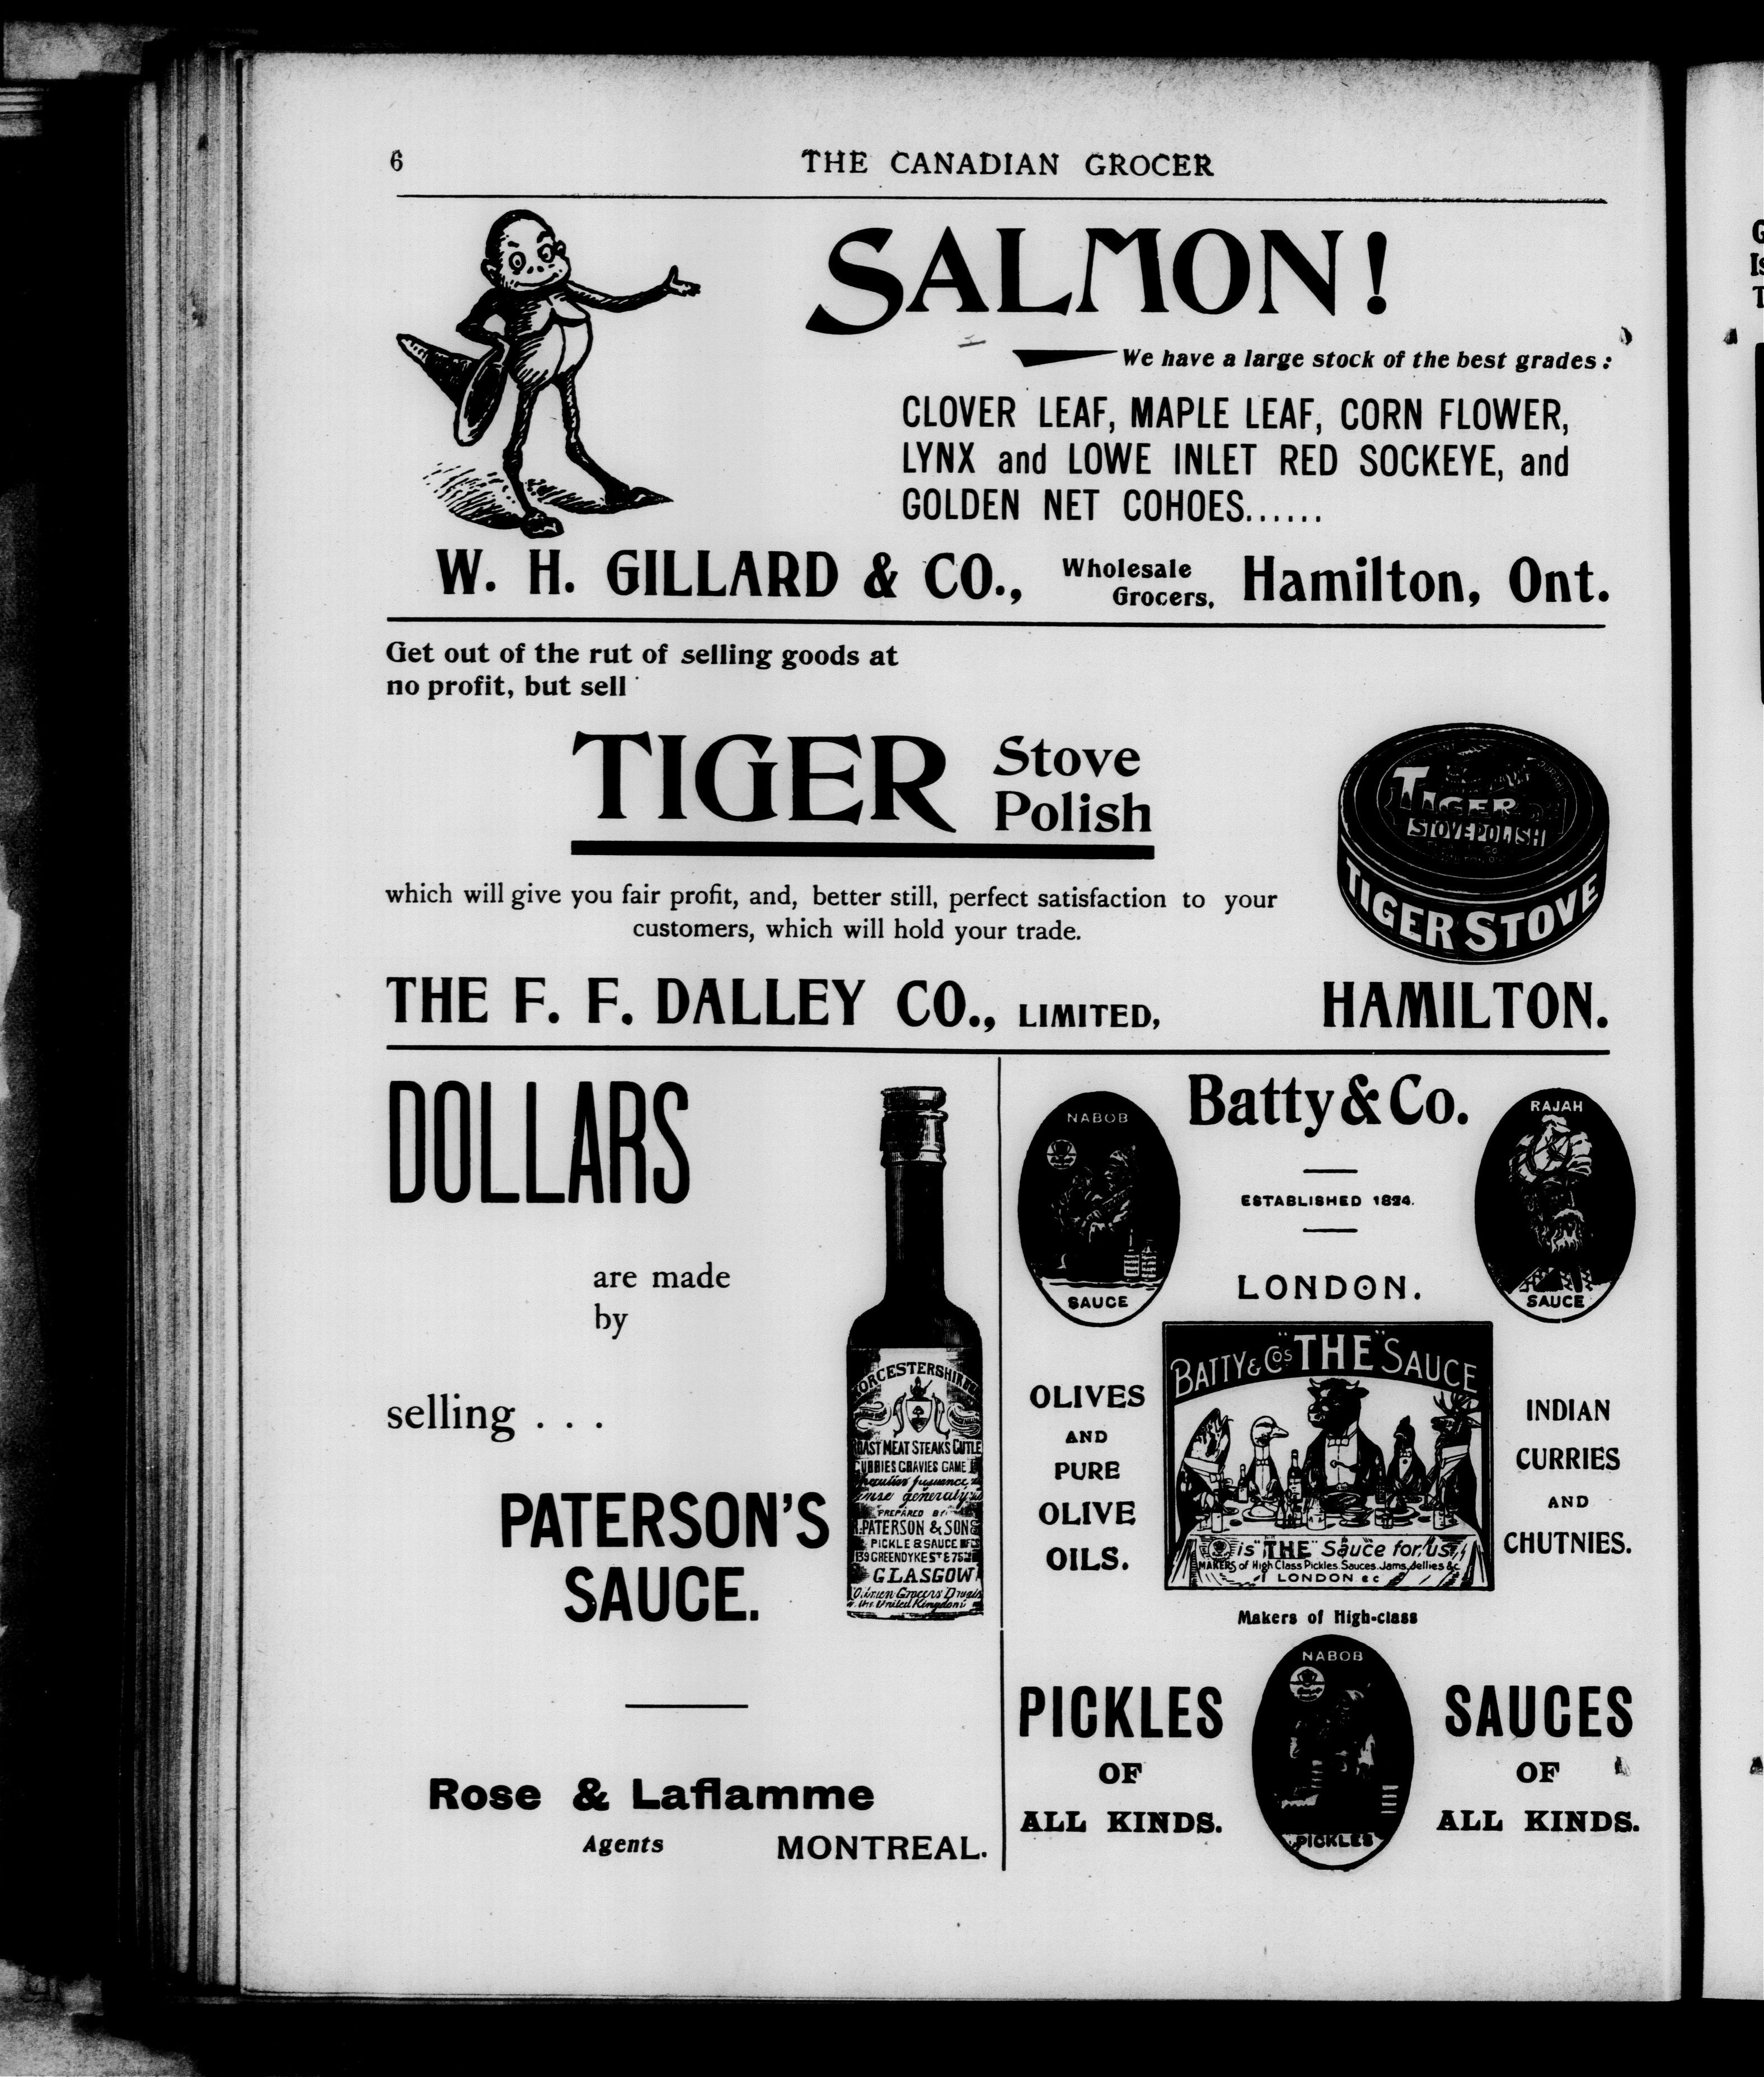 6
THE CANADIAN GROCER
SALMON!
We have a large stock of the best grades:
CLOVER LEAF, MAPLE LEAF, CORN FLOWER,
LYNX and LOWE INLET RED SOCKEYE, and
GOLDEN NET COHOES......
W. H. GILLARD & CO., Wholesale Grocers, Hamilton, Ont.
Get out of the rut of selling goods at
no profit, but sell
TIGER Stove Polish
TIGER
STOVE POLISH
TIGER STOVE
which will give you fair profit, and, better still, perfect satisfaction to your
customers, which will hold your trade.
THE F. F. DALLEY CO., LIMITED, HAMILTON.
DOLLARS
are made
by
selling . . .
PATERSON'S
SAUCE.
ORCESTERSHIR
OAST MEAT STEAKS CUTLE
GRAVIES GAME
generally
PREPARED BY
PATERSON & SONS
PICKLE & SAUCE
GLASGOW
United Kingdom
Rose & Laflamme
Agents MONTREAL.
NABOB
SAUCE
Batty & Co.
ESTABLISHED 1824.
LONDON.
RAJAH
SAUCE
OLIVES
AND
PURE
OLIVE
OILS.
BATTY & Cos "THE" SAUCE
is "THE" Sauce for us
MAKERS of High Class Pickles. Sauces. Jams. Jellies &c.
LONDON &c
INDIAN
CURRIES
AND
CHUTNIES.
Makers of High-class
PICKLES
OF
ALL KINDS.
NABOB
PICKLES
SAUCES
OF
ALL KINDS.